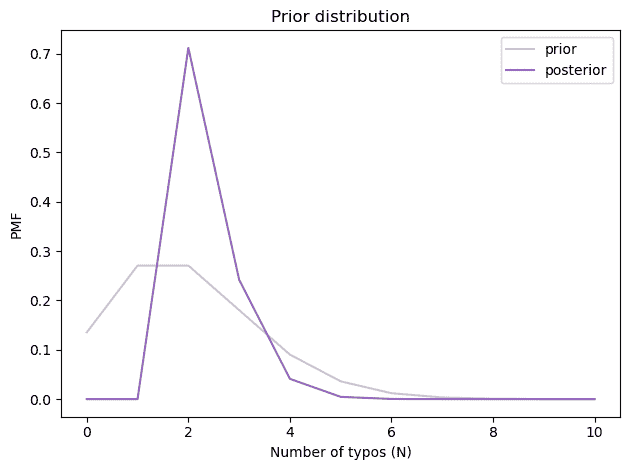 Prior distribution
prior
posterior
PMF
0.7
0.6
0.5
0.4
0.3
0.2
0.1
0.0
0 2 4 6 8 10
Number of typos (N)